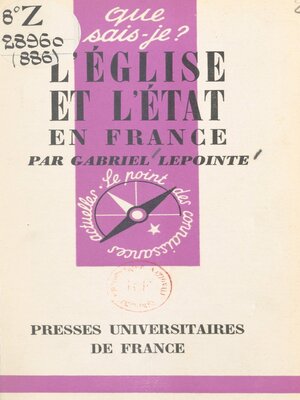 8° Z
28960
(886)
que
sais-je?
L'ÉGLISE
ET L'ÉTAT
EN FRANCE
PAR GABRIEL LEPOINTE
Le point des connaissances actuelles
PRESSES UNIVERSITAIRES
DE FRANCE